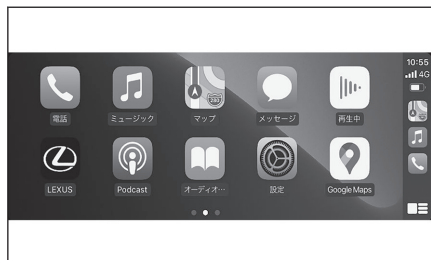 10:55
4G
電話
ミュージック
マップ
メッセージ
再生中
LEXUS
Podcast
オーディオ…
設定
Google Maps